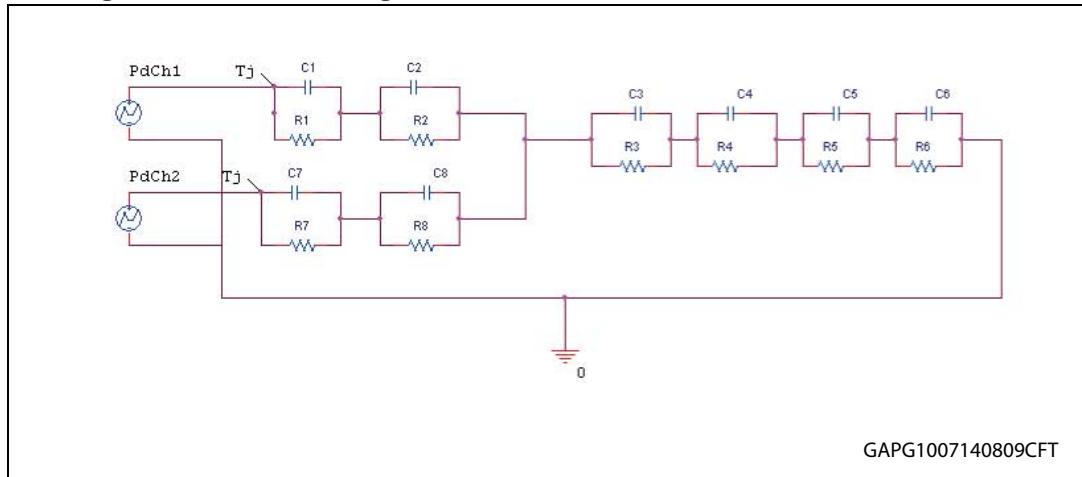 PdCh1
Tj
C1
C2
R1
R2
C3
C4
C5
C6
R3
R4
R5
R6
PdCh2
Tj
C7
C8
R7
R8
0
GAPG1007140809CFT